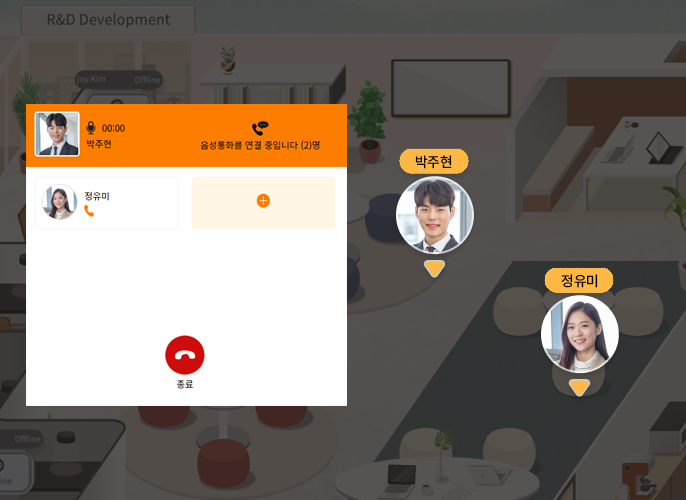 R&D Development
joy Kim
Offline
00:00
박주현
음성통화를 연결 중입니다 (2)명
정유미
종료
박주현
정유미
Offline